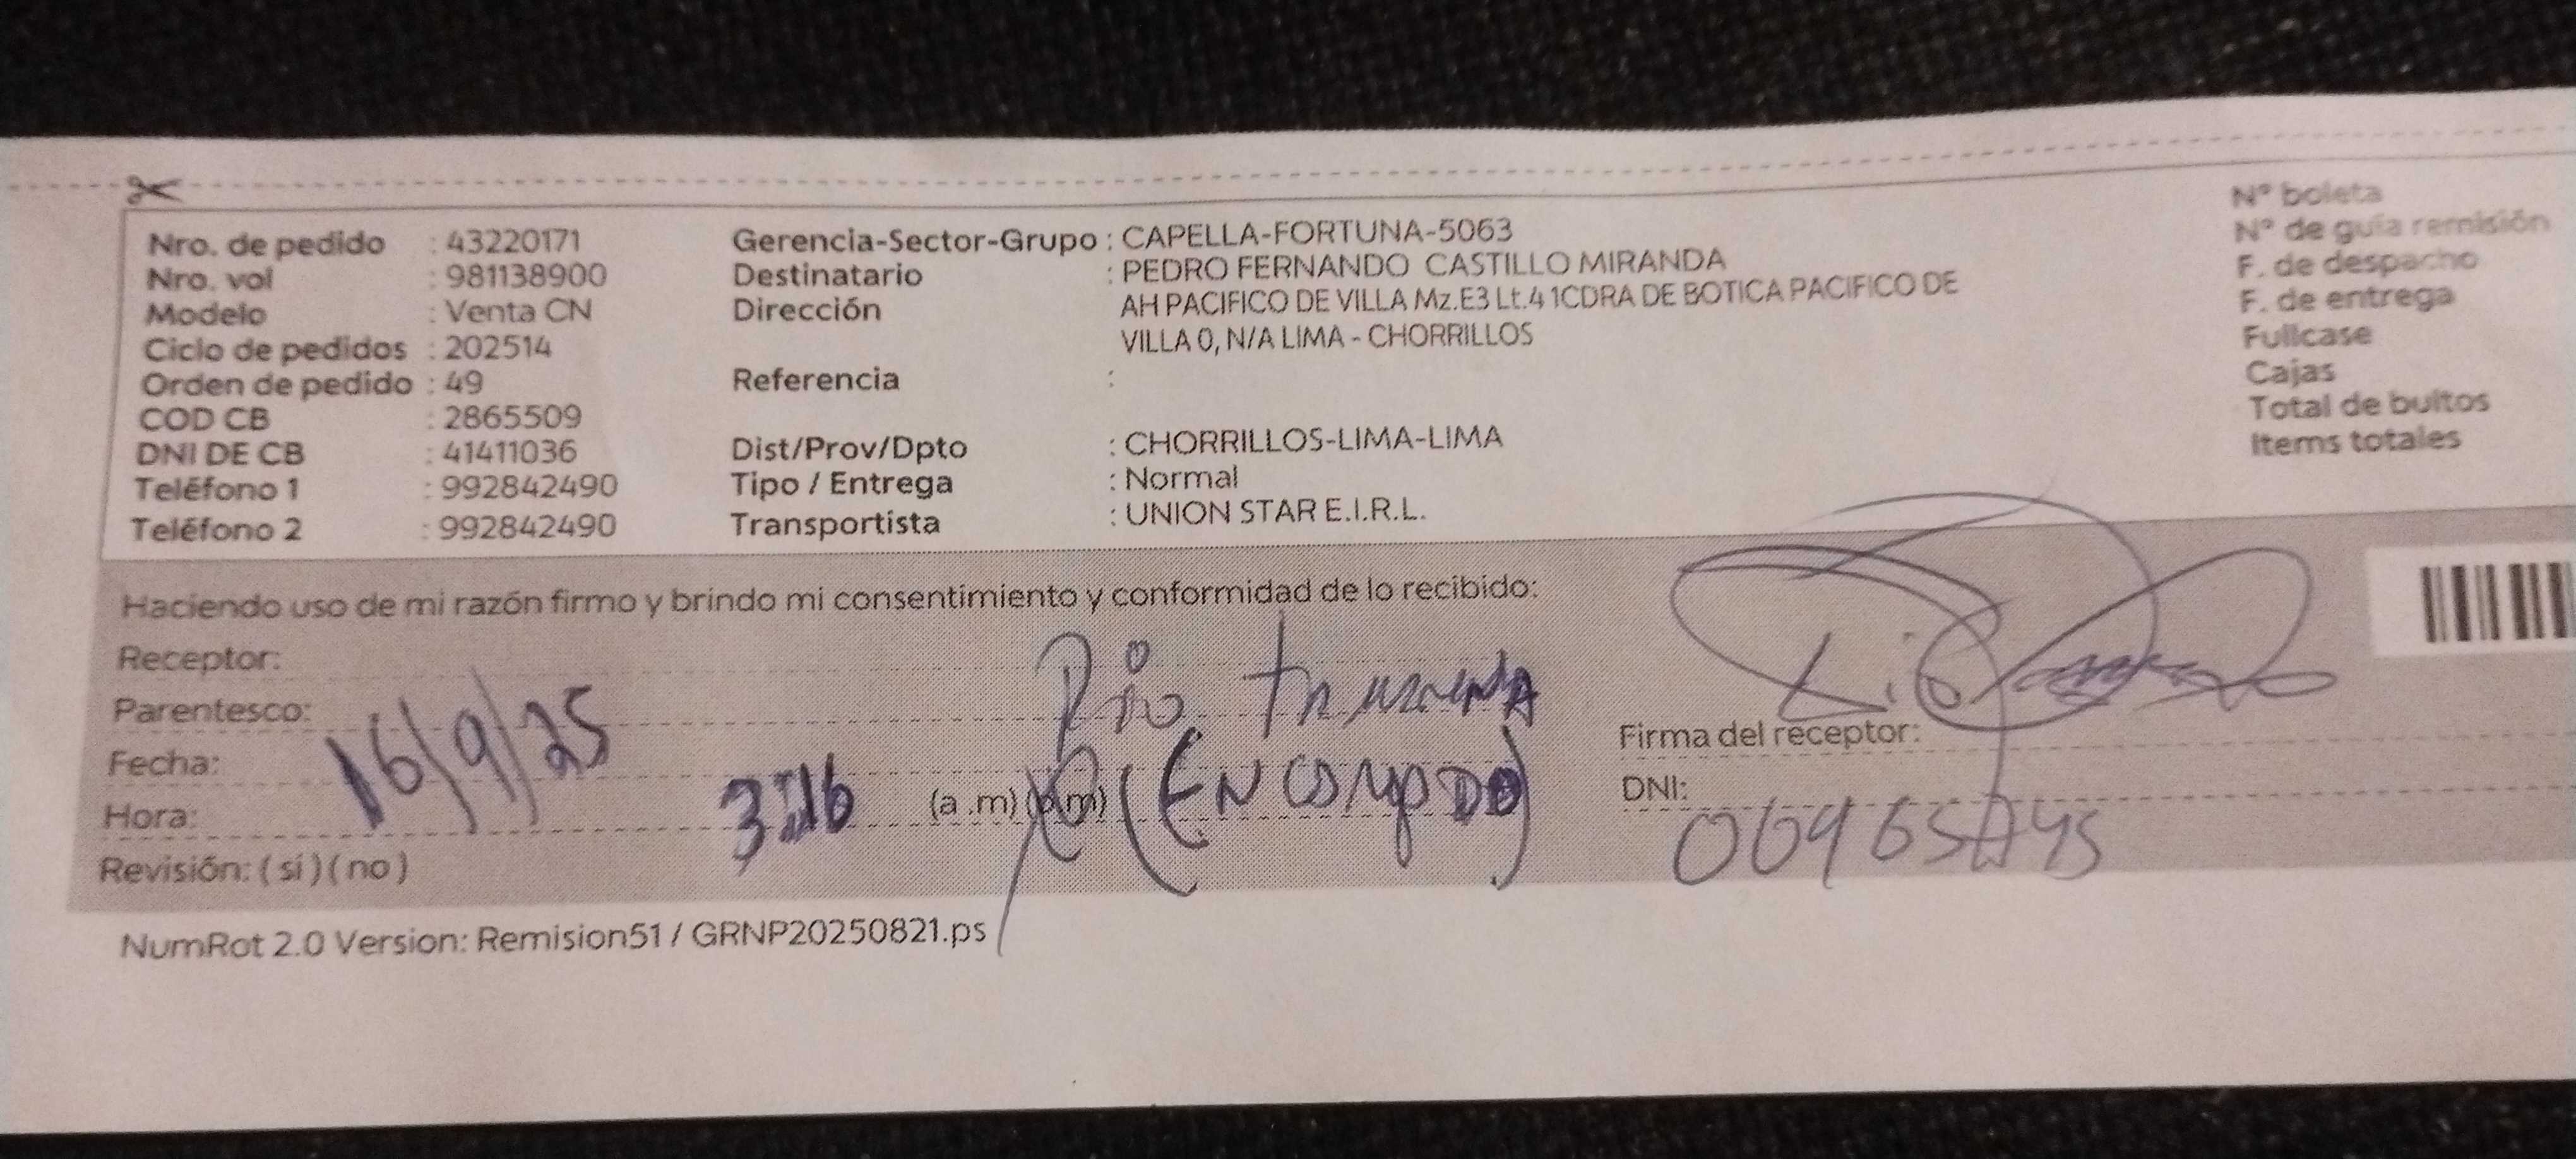 Nro. de pedido : 43220171
Nro. vol : 981138900
Modelo : Venta CN
Ciclo de pedidos : 202514
Orden de pedido : 49
COD CB : 2865509
DNI DE CB : 41411036
Teléfono 1 : 992842490
Teléfono 2 : 992842490
Gerencia-Sector-Grupo : CAPELLA-FORTUNA-5063
Destinatario : PEDRO FERNANDO CASTILLO MIRANDA
Dirección AH PACIFICO DE VILLA Mz.E3 Lt.4 1CDRA DE BOTICA PACIFICO DE
VILLA 0, N/A LIMA - CHORRILLOS
Referencia :
Dist/Prov/Dpto : CHORRILLOS-LIMA-LIMA
Tipo / Entrega : Normal
Transportista : UNION STAR E.I.R.L.
N° boleta
N° de guía remisión
F. de despacho
F. de entrega
Fullcase
Cajas
Total de bultos
Items totales
Haciendo uso de mi razón firmo y brindo mi consentimiento y conformidad de lo recibido:
Receptor:
Parentesco:
Fecha: 16/9/25
Hora: 3:16 (a .m) (p.m)
Revisión: ( si ) ( no )
Firma del receptor:
DNI:
NumRot 2.0 Version: Remision51 / GRNP20250821.ps